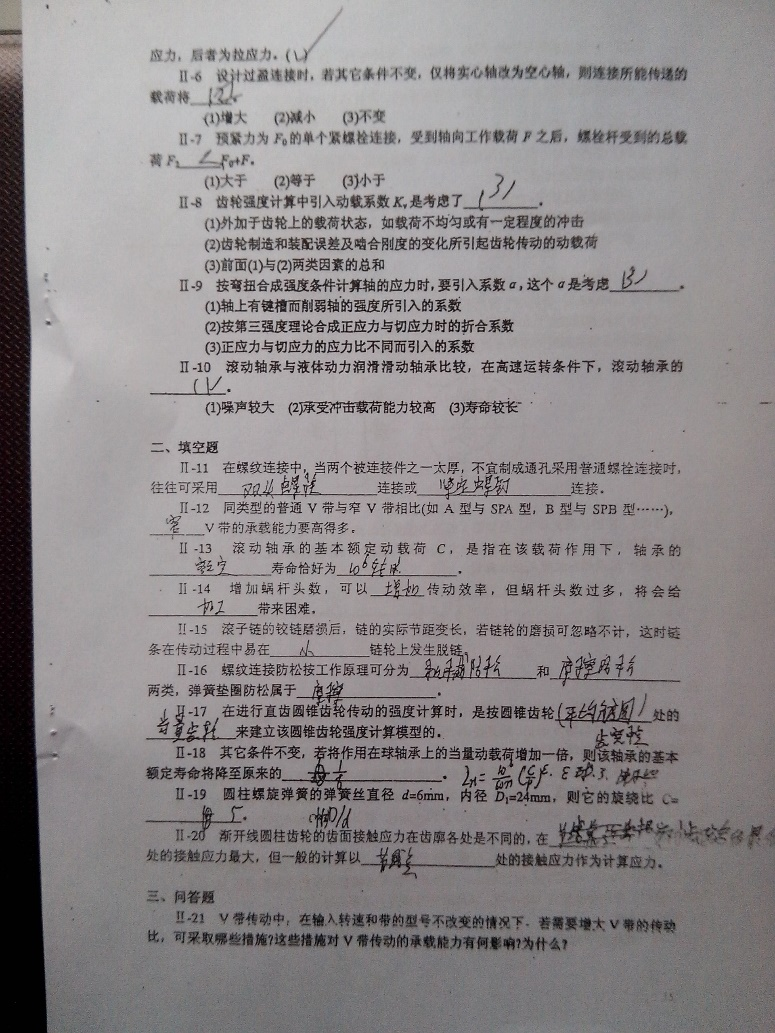 应力，后者为拉应力。(
Ⅱ-6 设计过盈连接时，若其它条件不变，仅将实心轴改为空心轴，则连接所能传递的
载荷将 (2) 。
(1)增大 (2)减小 (3)不变
Ⅱ-7 预紧力为 F₀的单个紧螺栓连接，受到轴向工作载荷 F 之后，螺栓杆受到的总载
荷 F₂ < F₀+F。
(1)大于 (2)等于 (3)小于
Ⅱ-8 齿轮强度计算中引入动载系数 Kᵥ是考虑了 (3) 。
(1)外加于齿轮上的载荷状态，如载荷不均匀或有一定程度的冲击
(2)齿轮制造和装配误差及啮合刚度的变化所引起齿轮传动的动载荷
(3)前面(1)与(2)两类因素的总和
Ⅱ-9 按弯扭合成强度条件计算轴的应力时，要引入系数 α，这个 α 是考虑 (3) 。
(1)轴上有键槽而削弱轴的强度所引入的系数
(2)按第三强度理论合成正应力与切应力时的折合系数
(3)正应力与切应力的应力比不同而引入的系数
Ⅱ-10 滚动轴承与液体动力润滑滑动轴承比较，在高速运转条件下，滚动轴承的
(1) 。
(1)噪声较大 (2)承受冲击载荷能力较高 (3)寿命较长
二、填空题
Ⅱ-11 在螺纹连接中，当两个被连接件之一太厚，不宜制成通孔采用普通螺栓连接时，
往往可采用 双头螺柱 连接或 紧定螺钉 连接。
Ⅱ-12 同类型的普通 V 带与窄 V 带相比(如 A 型与 SPA 型，B 型与 SPB 型……)，
窄 V 带的承载能力要高得多。
Ⅱ-13 滚动轴承的基本额定动载荷 C，是指在该载荷作用下，轴承的
额定 寿命恰好为 10⁶转 。
Ⅱ-14 增加蜗杆头数，可以 增加 传动效率，但蜗杆头数过多，将会给
加工 带来困难。
Ⅱ-15 滚子链的铰链磨损后，链的实际节距变长，若链轮的磨损可忽略不计，这时链
条在传动过程中易在 小 链轮上发生脱链。
Ⅱ-16 螺纹连接防松按工作原理可分为 防松 和 摩擦防松
两类，弹簧垫圈防松属于 摩擦 。
Ⅱ-17 在进行直齿圆锥齿轮传动的强度计算时，是按圆锥齿轮 (平均 圆) 处的
当量齿轮 来建立该圆锥齿轮强度计算模型的。
Ⅱ-18 其它条件不变，若将作用在球轴承上的当量动载荷增加一倍，则该轴承的基本
额定寿命将降至原来的 1/8 。
Ⅱ-19 圆柱螺旋弹簧的弹簧丝直径 d=6mm，内径 D₁=24mm，则它的旋绕比 C=
5 。
Ⅱ-20 渐开线圆柱齿轮的齿面接触应力在齿廓各处是不同的，在
处的接触应力最大，但一般的计算以 节点 处的接触应力作为计算应力。
三、问答题
Ⅱ-21 V 带传动中，在输入转速和带的型号不改变的情况下，若需要增大 V 带的传动
比，可采取哪些措施?这些措施对 V 带传动的承载能力有何影响?为什么?
15